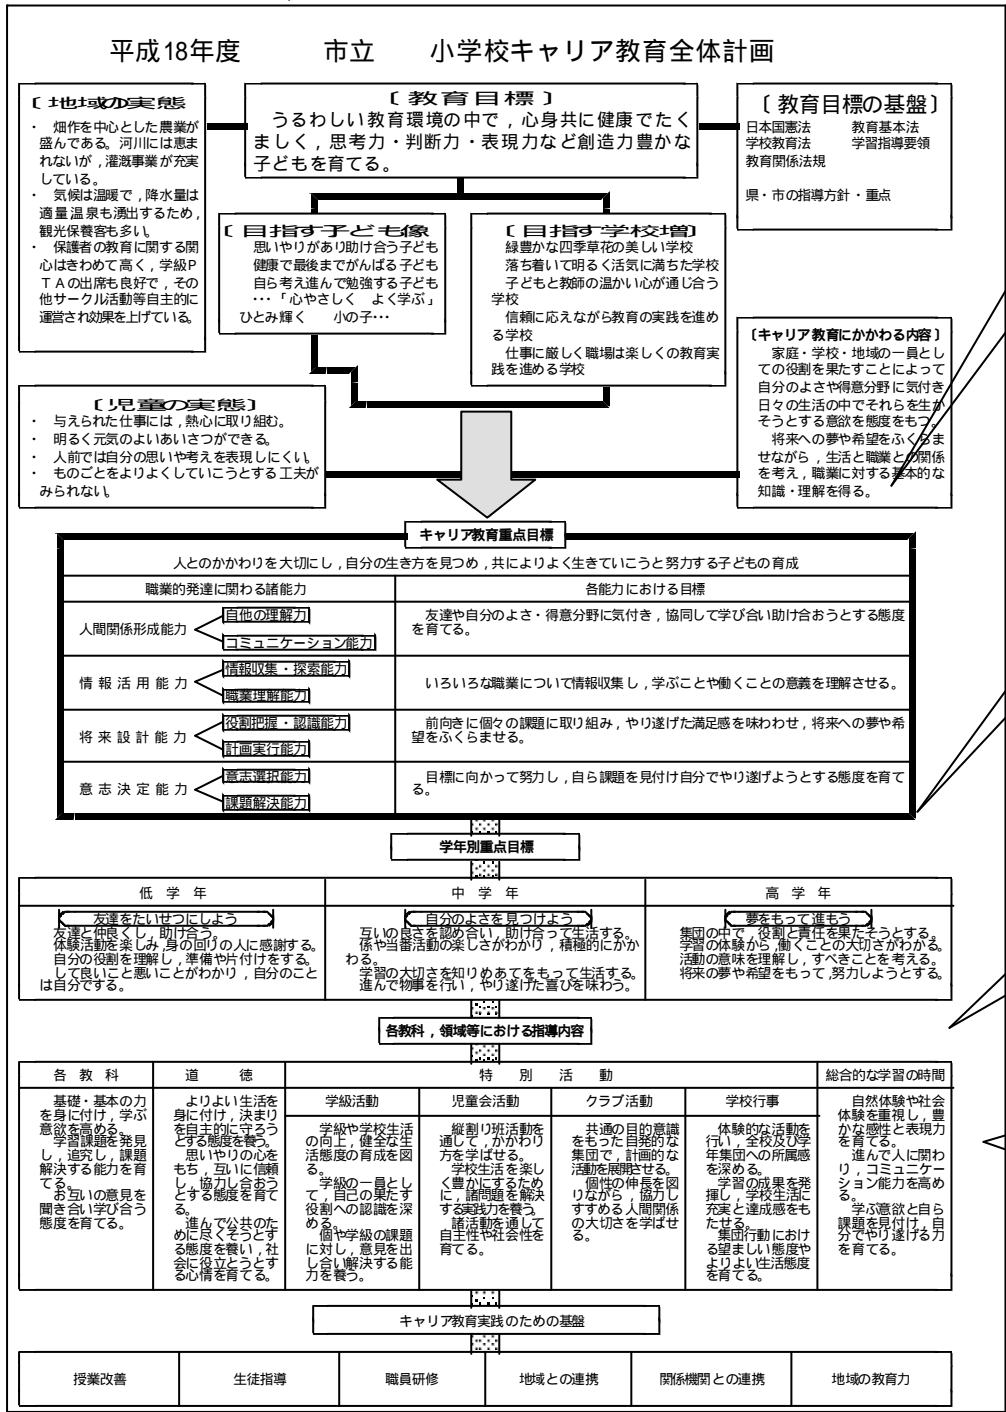 平成18年度　　市立　　小学校キャリア教育全体計画
〔 地域の実態
・　畑作を中心とした農業が
盛んである。河川には恵ま
れないが，灌漑事業が充実
している。
・　気候は温暖で，降水量は
適量温泉も湧出するため，
観光保養客も多い。
・　保護者の教育に関する関
心はきわめて高く，学級Ｐ
ＴＡの出席も良好で，その
他サークル活動等自主的に
運営され効果を上げている。
〔 教育目標 〕
うるわしい教育環境の中で，心身共に健康でたく
ましく，思考力・判断力・表現力など創造力豊かな
子どもを育てる。
〔 教育目標の基盤 〕
日本国憲法　　教育基本法
学校教育法　　学習指導要領
教育関係法規
県・市の指導方針・重点
〔 目指す子ども像
思いやりがあり助け合う子ども
健康で最後までがんばる子ども
自ら考え進んで勉強する子ども
…「心やさしく　よく学ぶ」
ひとみ輝く　　小の子…
〔 目指す学校増〕
緑豊かな四季草花の美しい学校
落ち着いて明るく活気に満ちた学校
子どもと教師の温かい心が通じ合う
学校
信頼に応えながら教育の実践を進め
る学校
仕事に厳しく職場は楽しくの教育実
践を進める学校
〔キャリア教育にかかわる内容〕
家庭・学校・地域の一員とし
ての役割を果たすことによって
自分のよさや得意分野に気付き
日々の生活の中でそれらを生か
そうとする意欲を態度をもつ。
将来への夢や希望をふくらま
せながら，生活と職業との関係
を考え，職業に対する基本的な
知識・理解を得る。
〔児童の実態〕
・　与えられた仕事には，熱心に取り組む。
・　明るく元気のよいあいさつができる。
・　人前では自分の思いや考えを表現しにくい。
・　ものごとをよりよくしていこうとする工夫が
みられない。
キャリア教育重点目標
人とのかかわりを大切にし，自分の生き方を見つめ，共によりよく生きていこうと努力する子どもの育成
職業的発達に関わる諸能力　　各能力における目標
人間関係形成能力
自他の理解力
コミュニケーション能力
友達や自分のよさ・得意分野に気付き，協同して学び合い助け合おうとする態度
を育てる。
情報活用能力
情報収集・探索能力
職業理解能力
いろいろな職業について情報収集し，学ぶことや働くことの意義を理解させる。
将来設計能力
役割把握・認識能力
計画実行能力
前向きに個々の課題に取り組み，やり遂げた満足感を味わわせ，将来への夢や希
望をふくらませる。
意志決定能力
意志選択能力
課題解決能力
目標に向かって努力し，自ら課題を見付け自分でやり遂げようとする態度を育て
る。
学年別重点目標
低　学　年
友達をたいせつにしよう
友達と仲良くし，助け合う。
体験活動を楽しみ，身の回りの人に感謝する。
自分の役割を理解し，準備や片付けをする。
して良いこと悪いことがわかり，自分のこと
は自分でする。
中　学　年
自分のよさを見つけよう
互いの良さを認め合い，助け合って生活する。
係や当番活動の楽しさがわかり，積極的にかか
わる。
学習の大切さを知りめあてをもって生活する。
進んで物事を行い，やり遂げた喜びを味わう。
高　学　年
夢をもって進もう
集団の中で，役割と責任を果たそうとする。
学習の体験から，働くことの大切さがわかる。
活動の意味を理解し，すべきことを考える。
将来の夢や希望をもって，努力しようとする。
各教科，領域等における指導内容
各　教　科
基礎・基本の力
を身に付け，学ぶ
意欲を高める。
学習課題を発見
し，追究し，課題
解決する能力を育
てる。
お互いの意見を
聞き合い学び合う
態度を育てる。
道　　徳
よりよい生活を
身に付け，決まり
を自主的に守ろう
とする態度を養う。
思いやりの心を
もち，互いに信頼
し，協力し合おう
とする態度を育て
る。
進んで公共のた
めに尽くそうとす
る態度を養い，社
会に役立とうとす
る心情を育てる。
特　別　活　動
学級活動
学級や学校生活
の向上，健全な生
活態度の育成を図
る。
学級の一員とし
て，自己の果たす
役割への認識を深
める。
個や学級の課題
に対し，意見を出
し合い解決する能
力を養う。
児童会活動
縦割り班活動を
通して，かかわり
方を学ばせる。
学校生活を楽し
く豊かにするため
に，諸問題を解決
する実践力を養う。
諸活動を通して
自主性や社会性を
育てる。
クラブ活動
共通の目的意識
をもった自発的な
集団で，計画的な
活動を展開させる。
個性の伸長を図
りながら，協力し
すすめる人間関係
の大切さを学ばせ
る。
学校行事
体験的な活動を
行い，全校及び学
年集団への所属感
を深める。
学習の成果を発
揮し，学校生活に
充実と達成感をも
たせる。
集団行動におけ
る望ましい態度や
よりよい生活態度
を育てる。
総合的な学習の時間
自然体験や社会
体験を重視し，豊
かな感性と表現力
を育てる。
進んで人に関わ
り，コミュニケー
ション能力を高め
る。
学ぶ意欲と自ら
課題を見付け，自
分でやり遂げる力
を育てる。
キャリア教育実践のための基盤
授業改善　　生徒指導　　職員研修　　地域との連携　　関係機関との連携　　地域の教育力